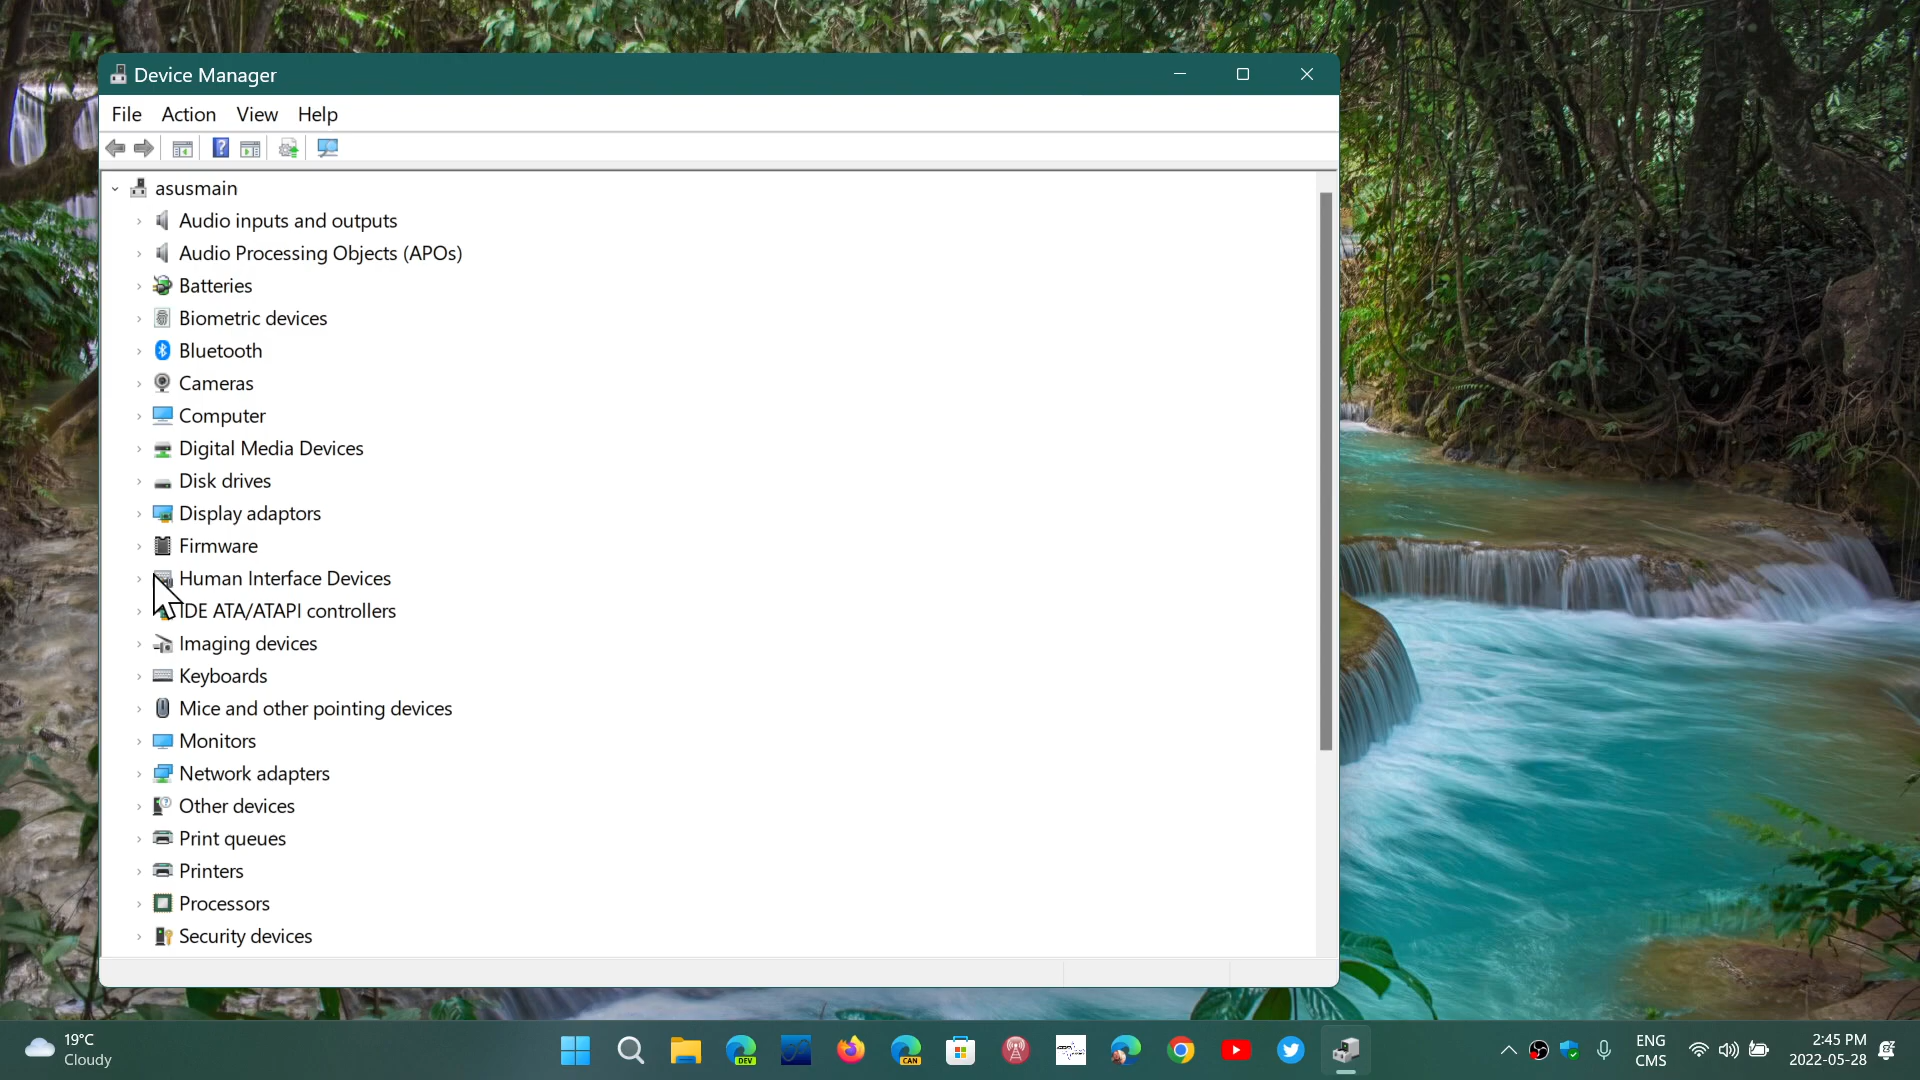 Device Manager
File Action View Help
asusmain
Audio inputs and outputs
Audio Processing Objects (APOs)
Batteries
Biometric devices
Bluetooth
Cameras
Computer
Digital Media Devices
Disk drives
Display adaptors
Firmware
Human Interface Devices
IDE ATA/ATAPI controllers
Imaging devices
Keyboards
Mice and other pointing devices
Monitors
Network adapters
Other devices
Print queues
Printers
Processors
Security devices
19°C
Cloudy
DEV
CAN
ENG
CMS
2:45 PM
2022-05-28